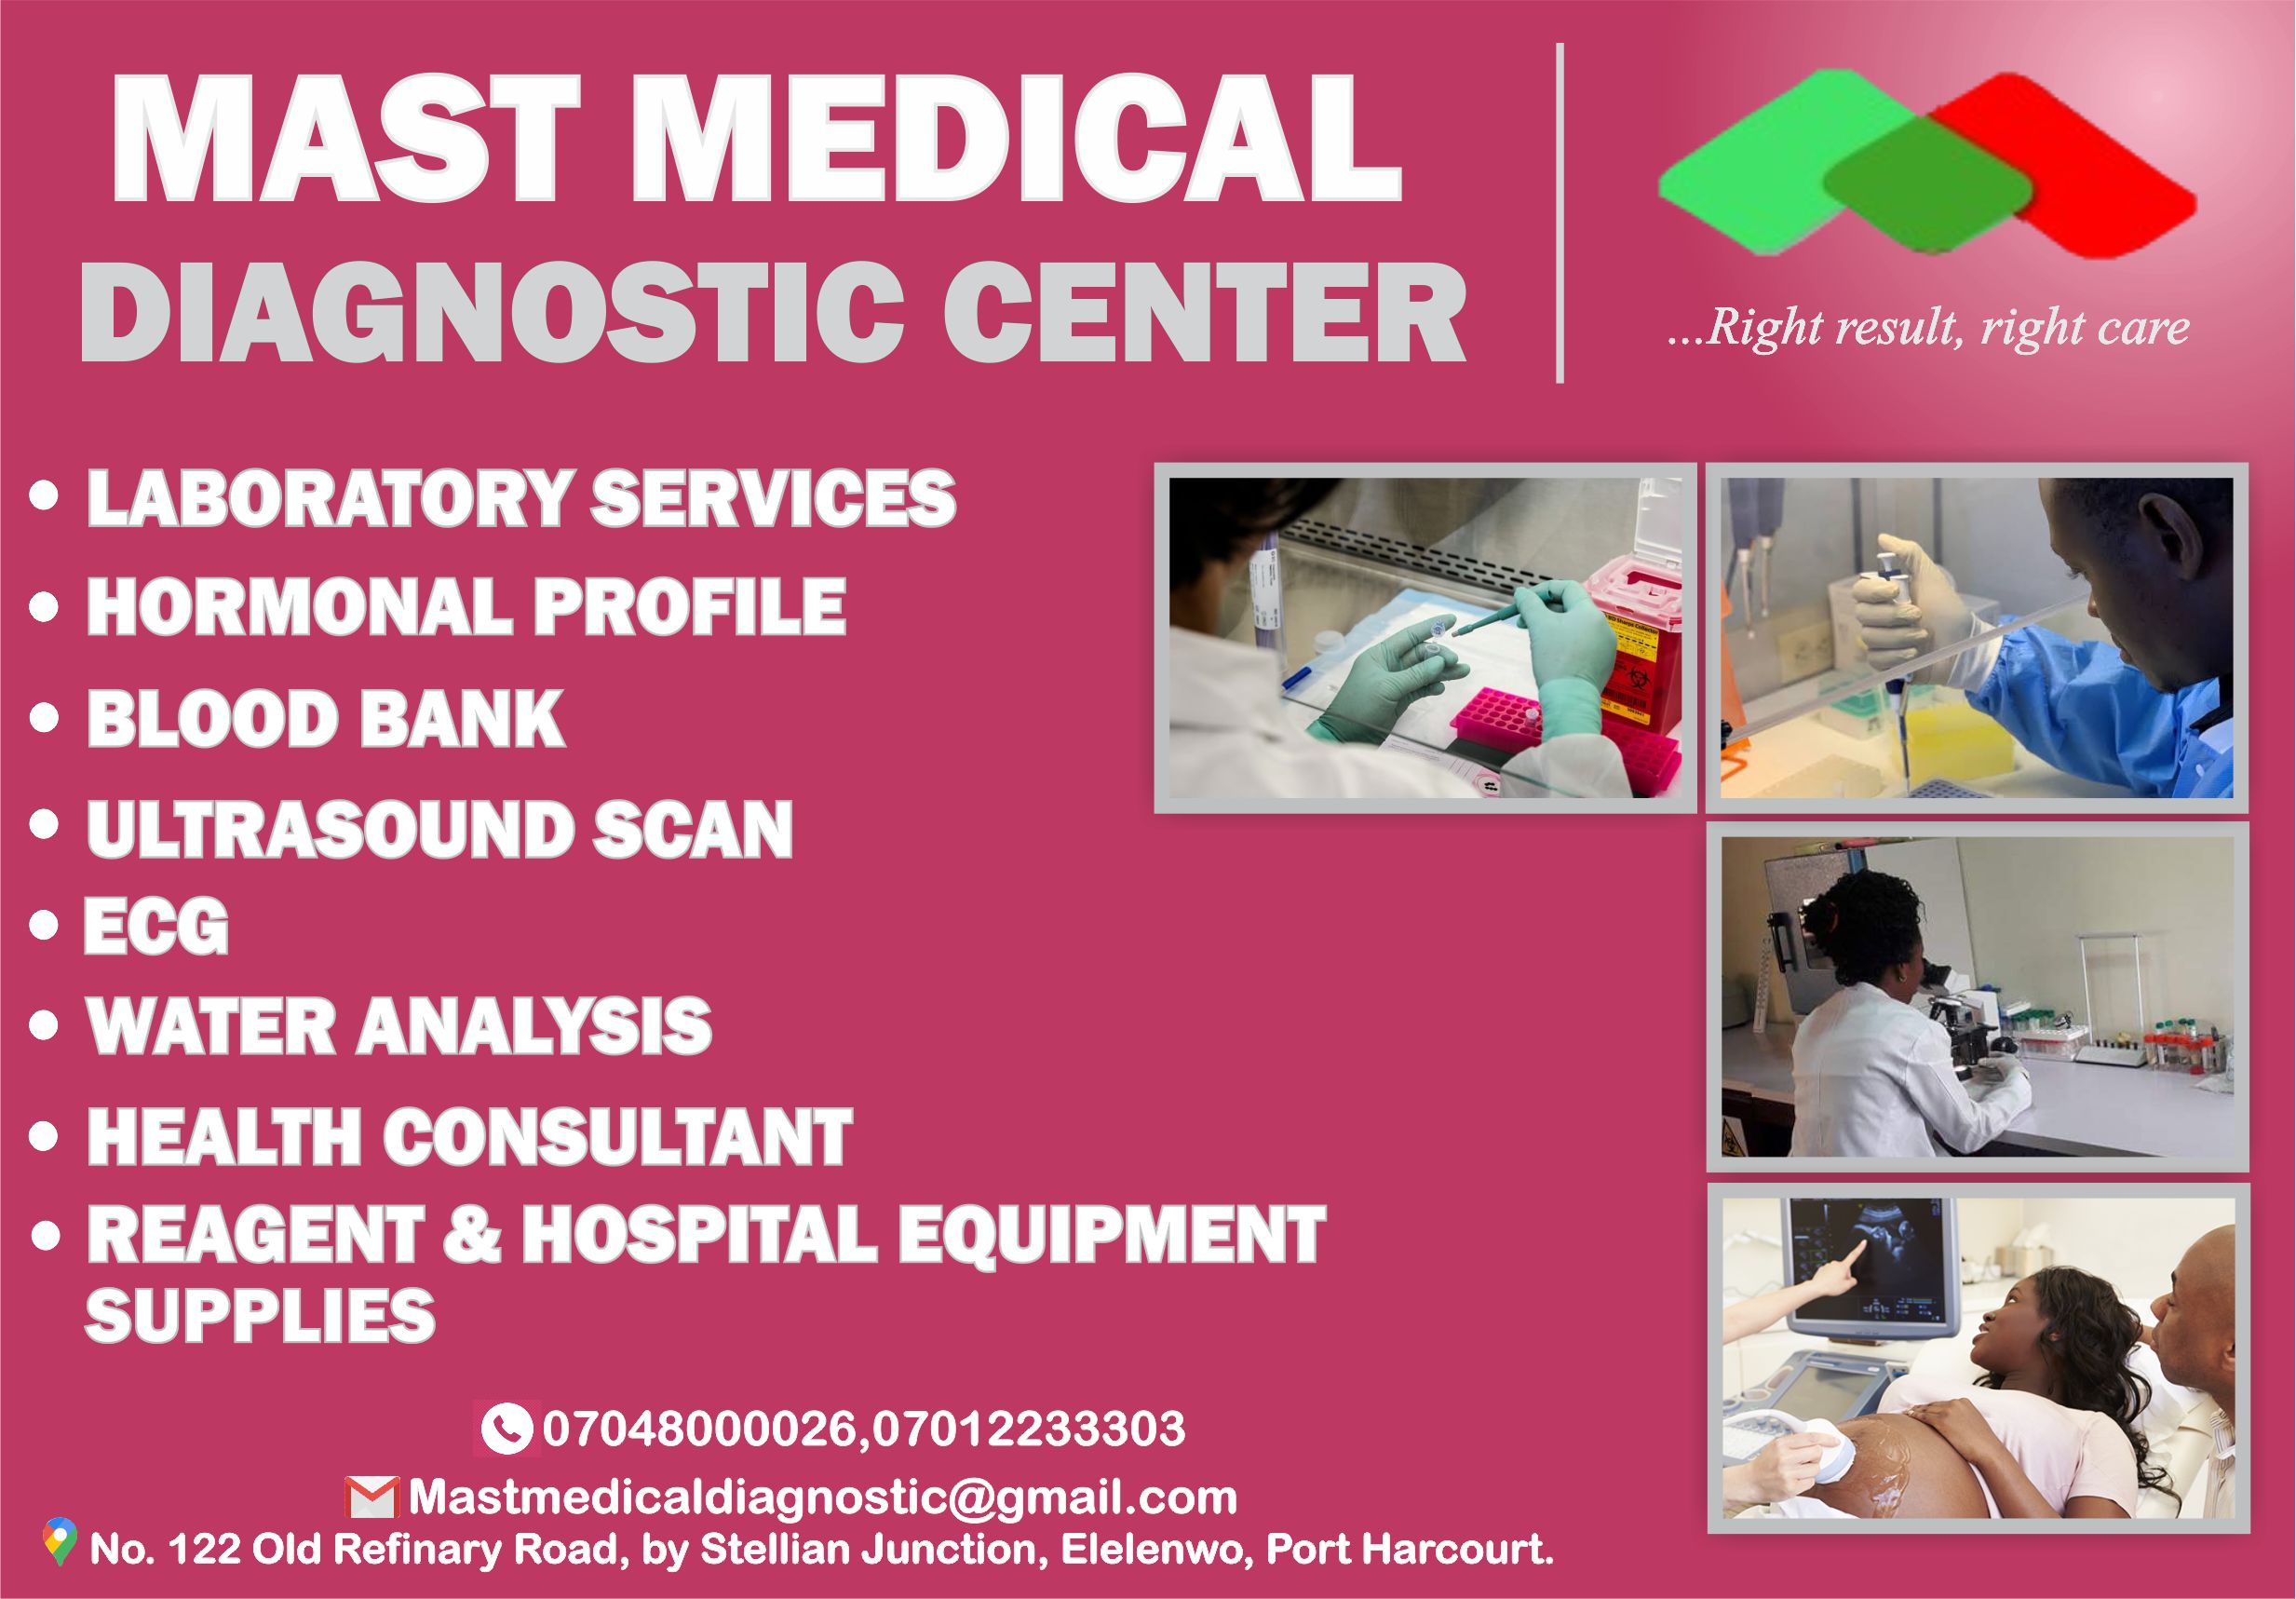 MAST MEDICAL
DIAGNOSTIC CENTER
...Right result, right care
• LABORATORY SERVICES
• HORMONAL PROFILE
• BLOOD BANK
• ULTRASOUND SCAN
• ECG
• WATER ANALYSIS
• HEALTH CONSULTANT
• REAGENT & HOSPITAL EQUIPMENT
SUPPLIES
07048000026,07012233303
Mastmedicaldiagnostic@gmail.com
No. 122 Old Refinary Road, by Stellian Junction, Elelenwo, Port Harcourt.